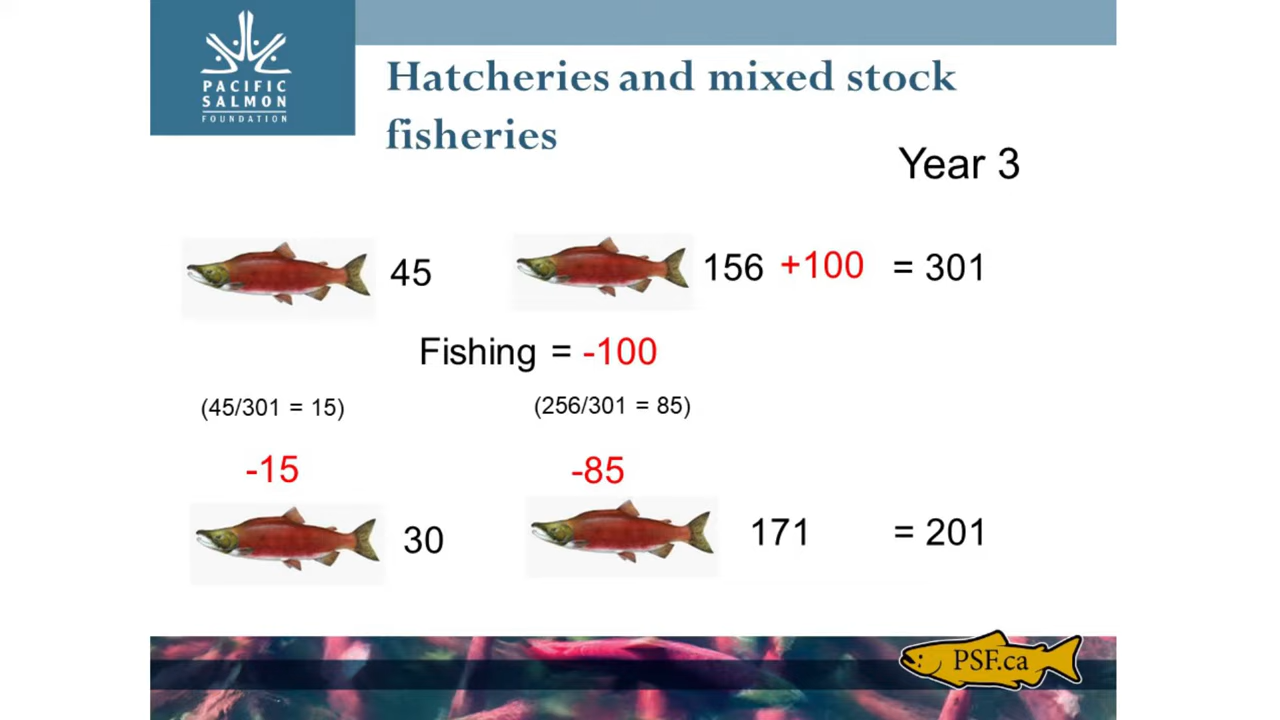 PACIFIC
SALMON
FOUNDATION
Hatcheries and mixed stock
fisheries
Year 3
45 156 +100 = 301
Fishing = -100
(45/301 = 15) (256/301 = 85)
-15 -85
30 171 = 201
PSF.ca